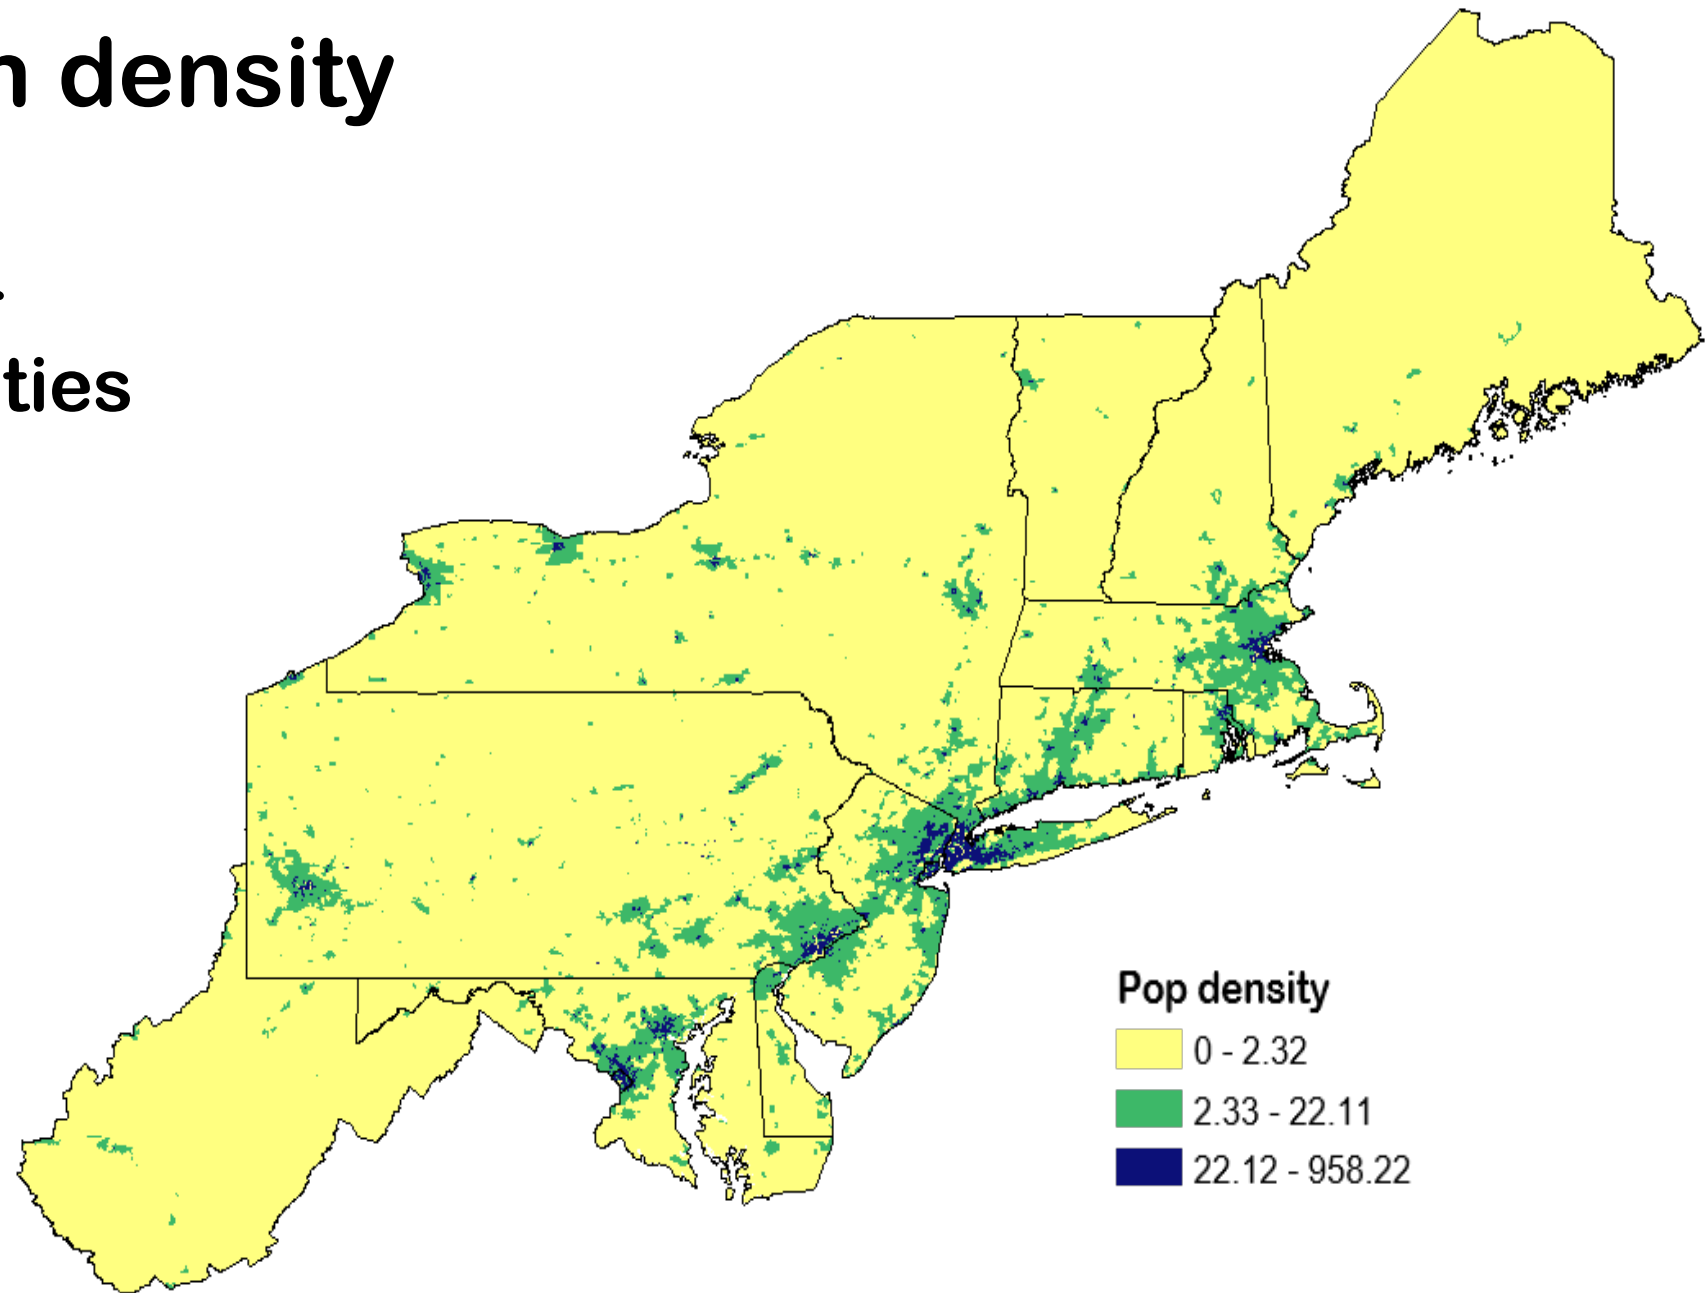 n density
.
ties
Pop density
0 - 2.32
2.33 - 22.11
22.12 - 958.22